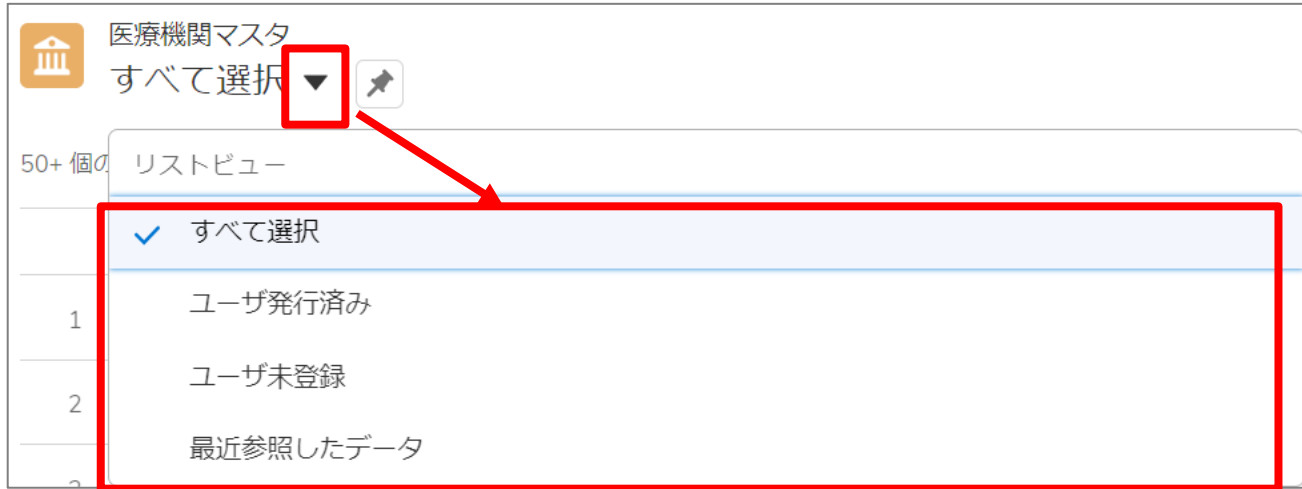 医療機関マスタ
すべて選択
50+ 個の
リストビュー
すべて選択
1
ユーザ発行済み
2
ユーザ未登録
最近参照したデータ